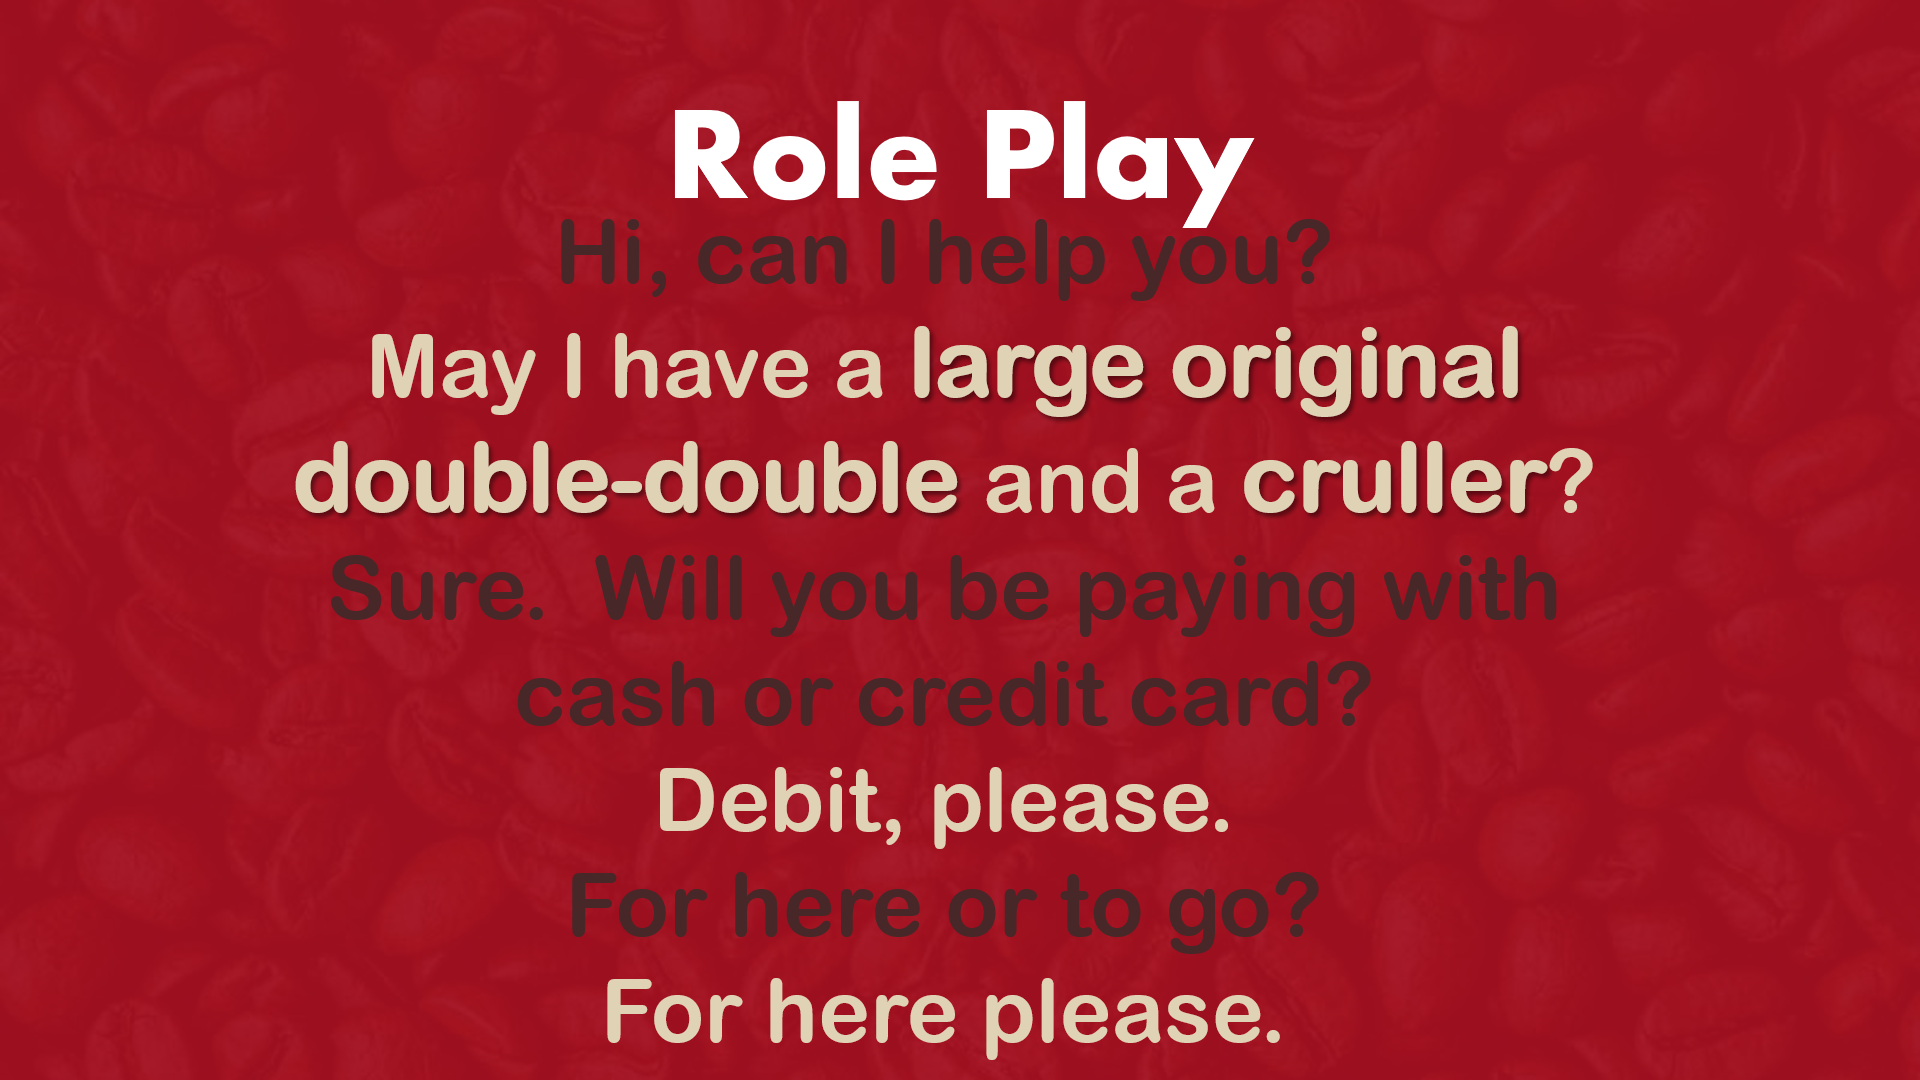 Role Play
Hi, can I help you?
May I have a large original
double-double and a cruller?
Sure.  Will you be paying with
cash or credit card?
Debit, please.
For here or to go?
For here please.